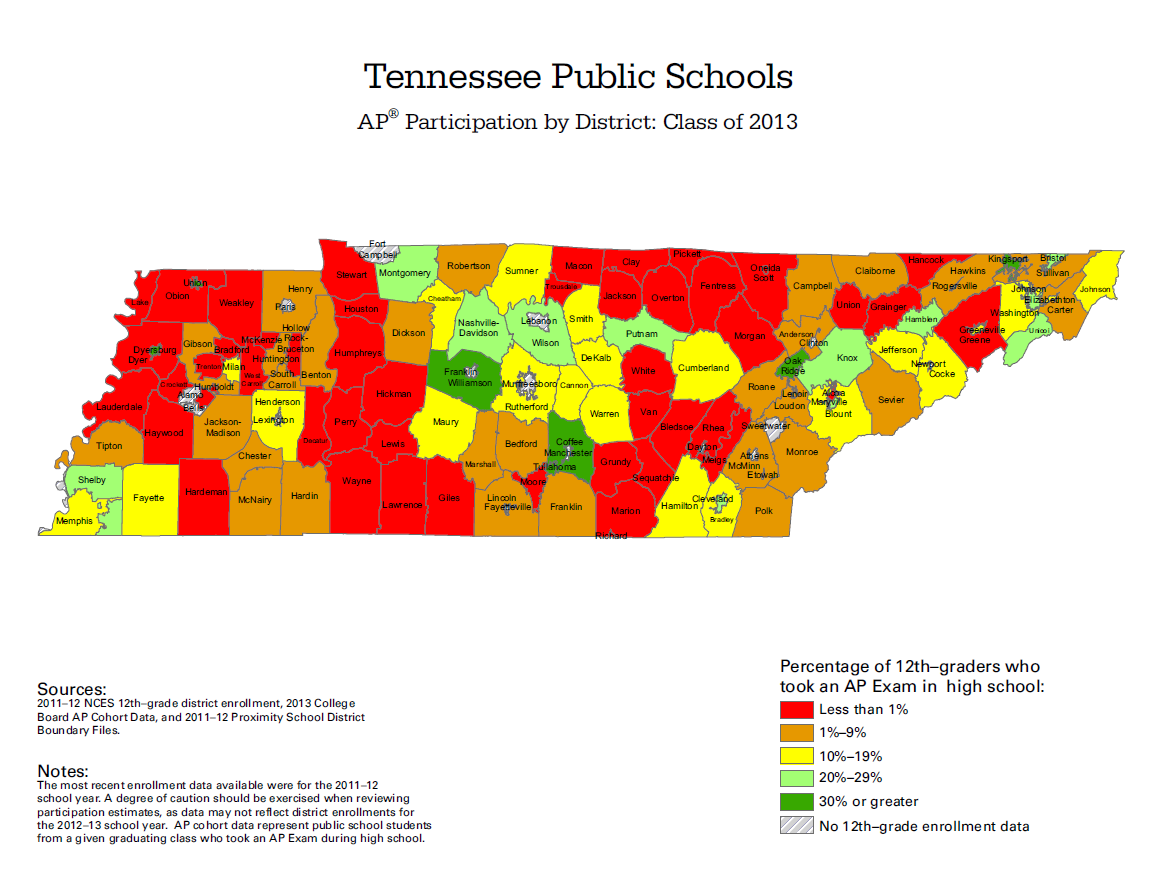 Tennessee Public Schools
AP® Participation by District: Class of 2013
Fort
Campbell
Stewart
Montgomery
Robertson
Sumner
Macon
Trousdale
Clay
Pickett
Oneida
Scott
Fentress
Overton
Jackson
Campbell
Claiborne
Hancock
Hawkins
Rogersville
Kingsport
Bristol
Sullivan
Johnson
Washington
Elizabethton
Carter
Johnson
Unicoi
Lake
Obion
Union
Weakley
Henry
Paris
Houston
Cheatham
Dickson
Nashville-
Davidson
Lebanon
Wilson
Smith
Putnam
Morgan
Anderson
Clinton
Union
Grainger
Hamblen
Greeneville
Greene
Dyersburg
Dyer
Gibson
Bradford
McKenzie
Hollow
Rock-
Bruceton
Huntingdon
Trenton
Milan
West
Carroll
South
Carroll
Benton
Humphreys
Crockett
Humboldt
Alamo
Bells
Franklin
Williamson
Murfreesboro
Rutherford
Cannon
DeKalb
White
Cumberland
Oak
Ridge
Knox
Jefferson
Newport
Cocke
Roane
Lenoir
Loudon
Alcoa
Maryville
Blount
Sevier
Lauderdale
Haywood
Tipton
Jackson-
Madison
Henderson
Lexington
Chester
Decatur
Perry
Hickman
Lewis
Maury
Marshall
Bedford
Coffee
Manchester
Tullahoma
Moore
Warren
Van
Bledsoe
Rhea
Dayton
Meigs
Sweetwater
Athens
McMinn
Etowah
Monroe
Grundy
Sequatchie
Shelby
Memphis
Fayette
Hardeman
McNairy
Hardin
Wayne
Lawrence
Giles
Lincoln
Fayetteville
Franklin
Marion
Richard
Hamilton
Cleveland
Bradley
Polk
Percentage of 12th–graders who
took an AP Exam in high school:
Less than 1%
1%–9%
10%–19%
20%–29%
30% or greater
No 12th–grade enrollment data
Sources:
2011–12 NCES 12th–grade district enrollment, 2013 College
Board AP Cohort Data, and 2011–12 Proximity School District
Boundary Files.
Notes:
The most recent enrollment data available were for the 2011–12
school year. A degree of caution should be exercised when reviewing
participation estimates, as data may not reflect district enrollments for
the 2012–13 school year. AP cohort data represent public school students
from a given graduating class who took an AP Exam during high school.